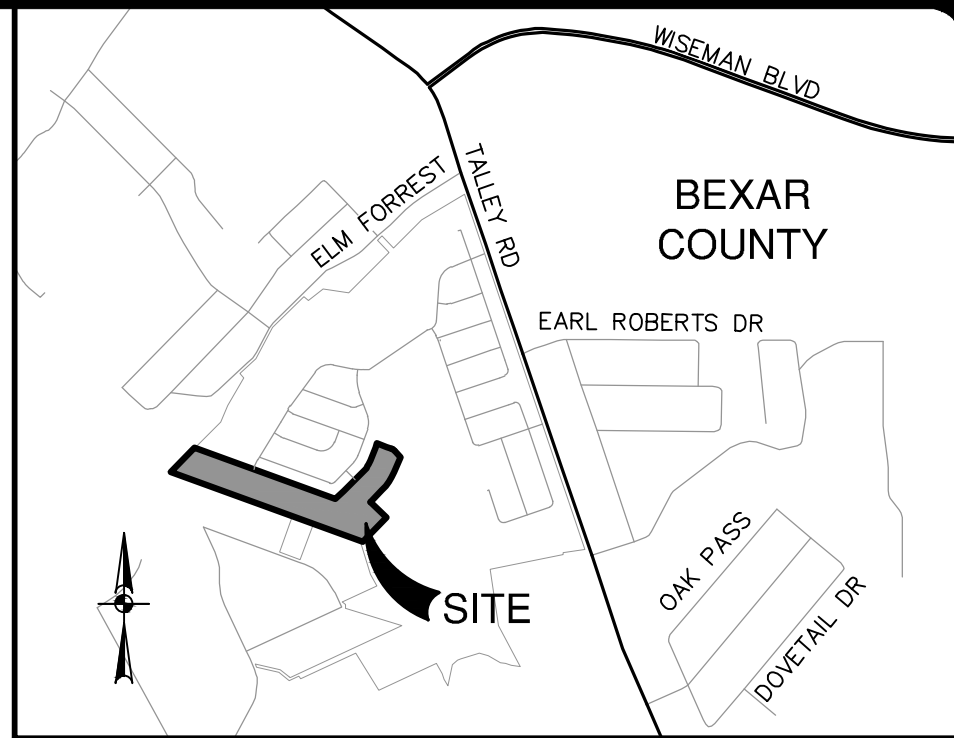 WISEMAN BLVD
TALLEY RD
ELM FORREST
BEXAR
COUNTY
EARL ROBERTS DR
OAK PASS
DOVETAIL DR
SITE